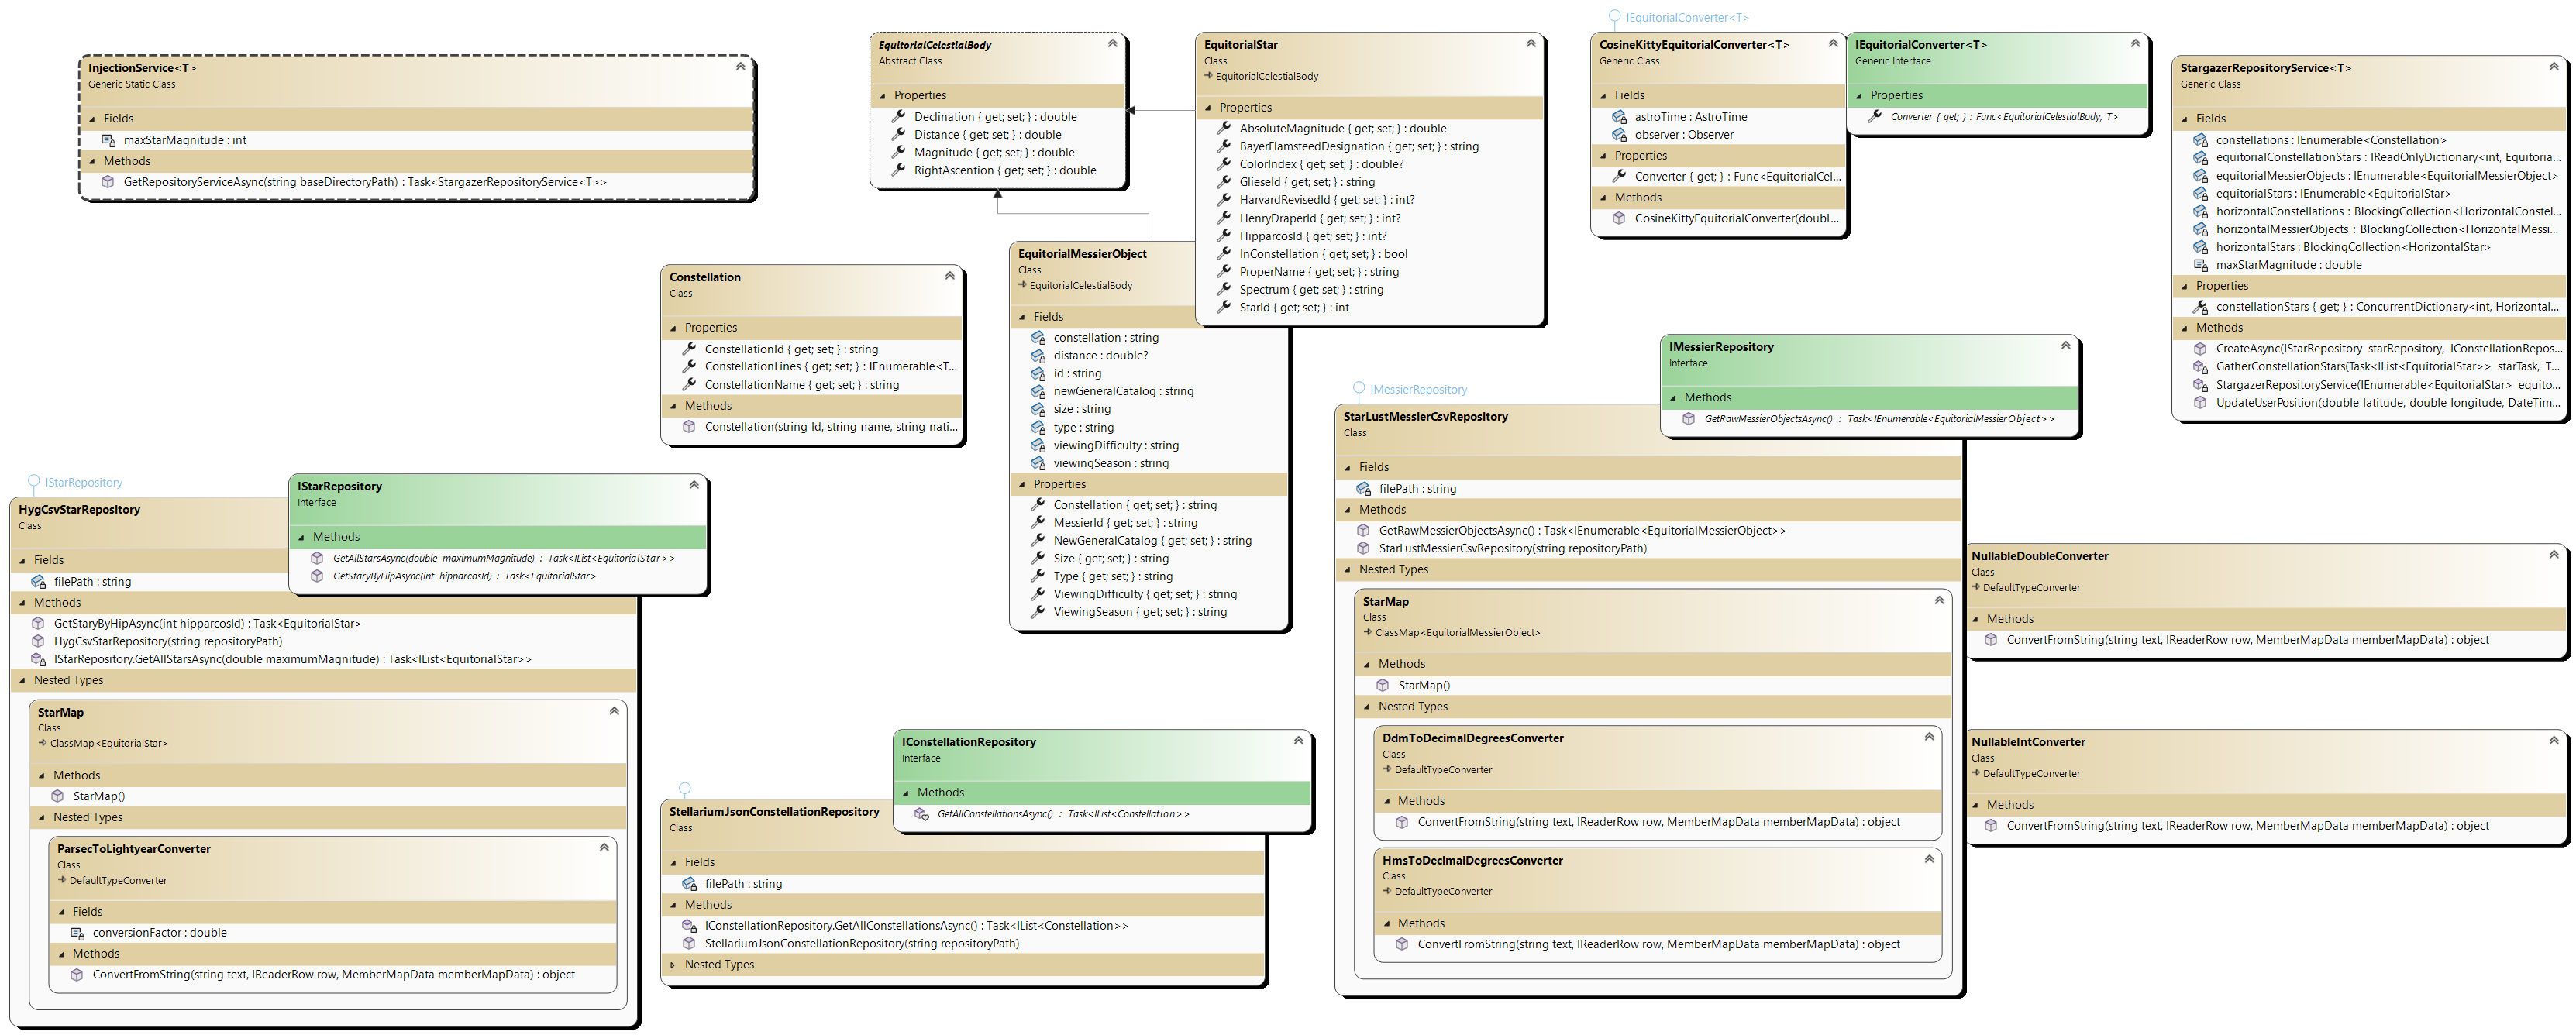 InjectionService<T>
Generic Static Class
Fields
maxStarMagnitude : int
Methods
GetRepositoryServiceAsync(string baseDirectoryPath) : Task<StargazerRepositoryService<T>>
EquitorialCelestialBody
Abstract Class
Properties
Declination { get; set; } : double
Distance { get; set; } : double
Magnitude { get; set; } : double
RightAscention { get; set; } : double
EquitorialStar
Class
EquitorialCelestialBody
Properties
AbsoluteMagnitude { get; set; } : double
BayerFlamsteedDesignation { get; set; } : string
ColorIndex { get; set; } : double?
GlieseId { get; set; } : string
HarvardRevisedId { get; set; } : int?
HenryDraperId { get; set; } : int?
HipparcosId { get; set; } : int?
InConstellation { get; set; } : bool
ProperName { get; set; } : string
Spectrum { get; set; } : string
StarId { get; set; } : int
IEquitorialConverter<T>
CosineKittyEquitorialConverter<T>
Generic Class
Fields
astroTime : AstroTime
observer : Observer
Properties
Converter { get; } : Func<EquitorialCel...
Methods
CosineKittyEquitorialConverter(doubl...
IEquitorialConverter<T>
Generic Interface
Properties
Converter { get; } : Func<EquitorialCelestialBody, T>
StargazerRepositoryService<T>
Generic Class
Fields
constellations : IEnumerable<Constellation>
equitorialConstellationStars : IReadOnlyDictionary<int, Equitoria...
equitorialMessierObjects : IEnumerable<EquitorialMessierObject>
equitorialStars : IEnumerable<EquitorialStar>
horizontalConstellations : BlockingCollection<HorizontalConstel...
horizontalMessierObjects : BlockingCollection<HorizontalMessi...
horizontalStars : BlockingCollection<HorizontalStar>
maxStarMagnitude : double
Properties
constellationStars { get; } : ConcurrentDictionary<int, Horizontal...
Methods
CreateAsync(IStarRepository starRepository, IConstellationRepos...
GatherConstellationStars(Task<IList<EquitorialStar>> starTask, T...
StargazerRepositoryService(IEnumerable<EquitorialStar> equito...
UpdateUserPosition(double latitude, double longitude, DateTim...
Constellation
Class
Properties
ConstellationId { get; set; } : string
ConstellationLines { get; set; } : IEnumerable<T...
ConstellationName { get; set; } : string
Methods
Constellation(string Id, string name, string nati...
EquitorialMessierObject
Class
EquitorialCelestialBody
Fields
constellation : string
distance : double?
id : string
newGeneralCatalog : string
size : string
type : string
viewingDifficulty : string
viewingSeason : string
Properties
Constellation { get; set; } : string
MessierId { get; set; } : string
NewGeneralCatalog { get; set; } : string
Size { get; set; } : string
Type { get; set; } : string
ViewingDifficulty { get; set; } : string
ViewingSeason { get; set; } : string
IMessierRepository
StarLustMessierCsvRepository
Class
Fields
filePath : string
Methods
GetRawMessierObjectsAsync() : Task<IEnumerable<EquitorialMessierObject>>
StarLustMessierCsvRepository(string repositoryPath)
Nested Types
StarMap
Class
ClassMap<EquitorialMessierObject>
Methods
StarMap()
Nested Types
DdmToDecimalDegreesConverter
Class
DefaultTypeConverter
Methods
ConvertFromString(string text, IReaderRow row, MemberMapData memberMapData) : object
HmsToDecimalDegreesConverter
Class
DefaultTypeConverter
Methods
ConvertFromString(string text, IReaderRow row, MemberMapData memberMapData) : object
IMessierRepository
Interface
Methods
GetRawMessierObjectsAsync() : Task<IEnumerable<EquitorialMessierObject>>
IStarRepository
HygCsvStarRepository
Class
Fields
filePath : string
Methods
GetStaryByHipAsync(int hipparcosId) : Task<EquitorialStar>
HygCsvStarRepository(string repositoryPath)
IStarRepository.GetAllStarsAsync(double maximumMagnitude) : Task<IList<EquitorialStar>>
Nested Types
StarMap
Class
ClassMap<EquitorialStar>
Methods
StarMap()
Nested Types
ParsecToLightyearConverter
Class
DefaultTypeConverter
Fields
conversionFactor : double
Methods
ConvertFromString(string text, IReaderRow row, MemberMapData memberMapData) : object
IStarRepository
Interface
Methods
GetAllStarsAsync(double maximumMagnitude) : Task<IList<EquitorialStar>>
GetStaryByHipAsync(int hipparcosId) : Task<EquitorialStar>
StellariumJsonConstellationRepository
Class
Fields
filePath : string
Methods
IConstellationRepository.GetAllConstellationsAsync() : Task<IList<Constellation>>
StellariumJsonConstellationRepository(string repositoryPath)
Nested Types
IConstellationRepository
Interface
Methods
GetAllConstellationsAsync() : Task<IList<Constellation>>
NullableDoubleConverter
Class
DefaultTypeConverter
Methods
ConvertFromString(string text, IReaderRow row, MemberMapData memberMapData) : object
NullableIntConverter
Class
DefaultTypeConverter
Methods
ConvertFromString(string text, IReaderRow row, MemberMapData memberMapData) : object